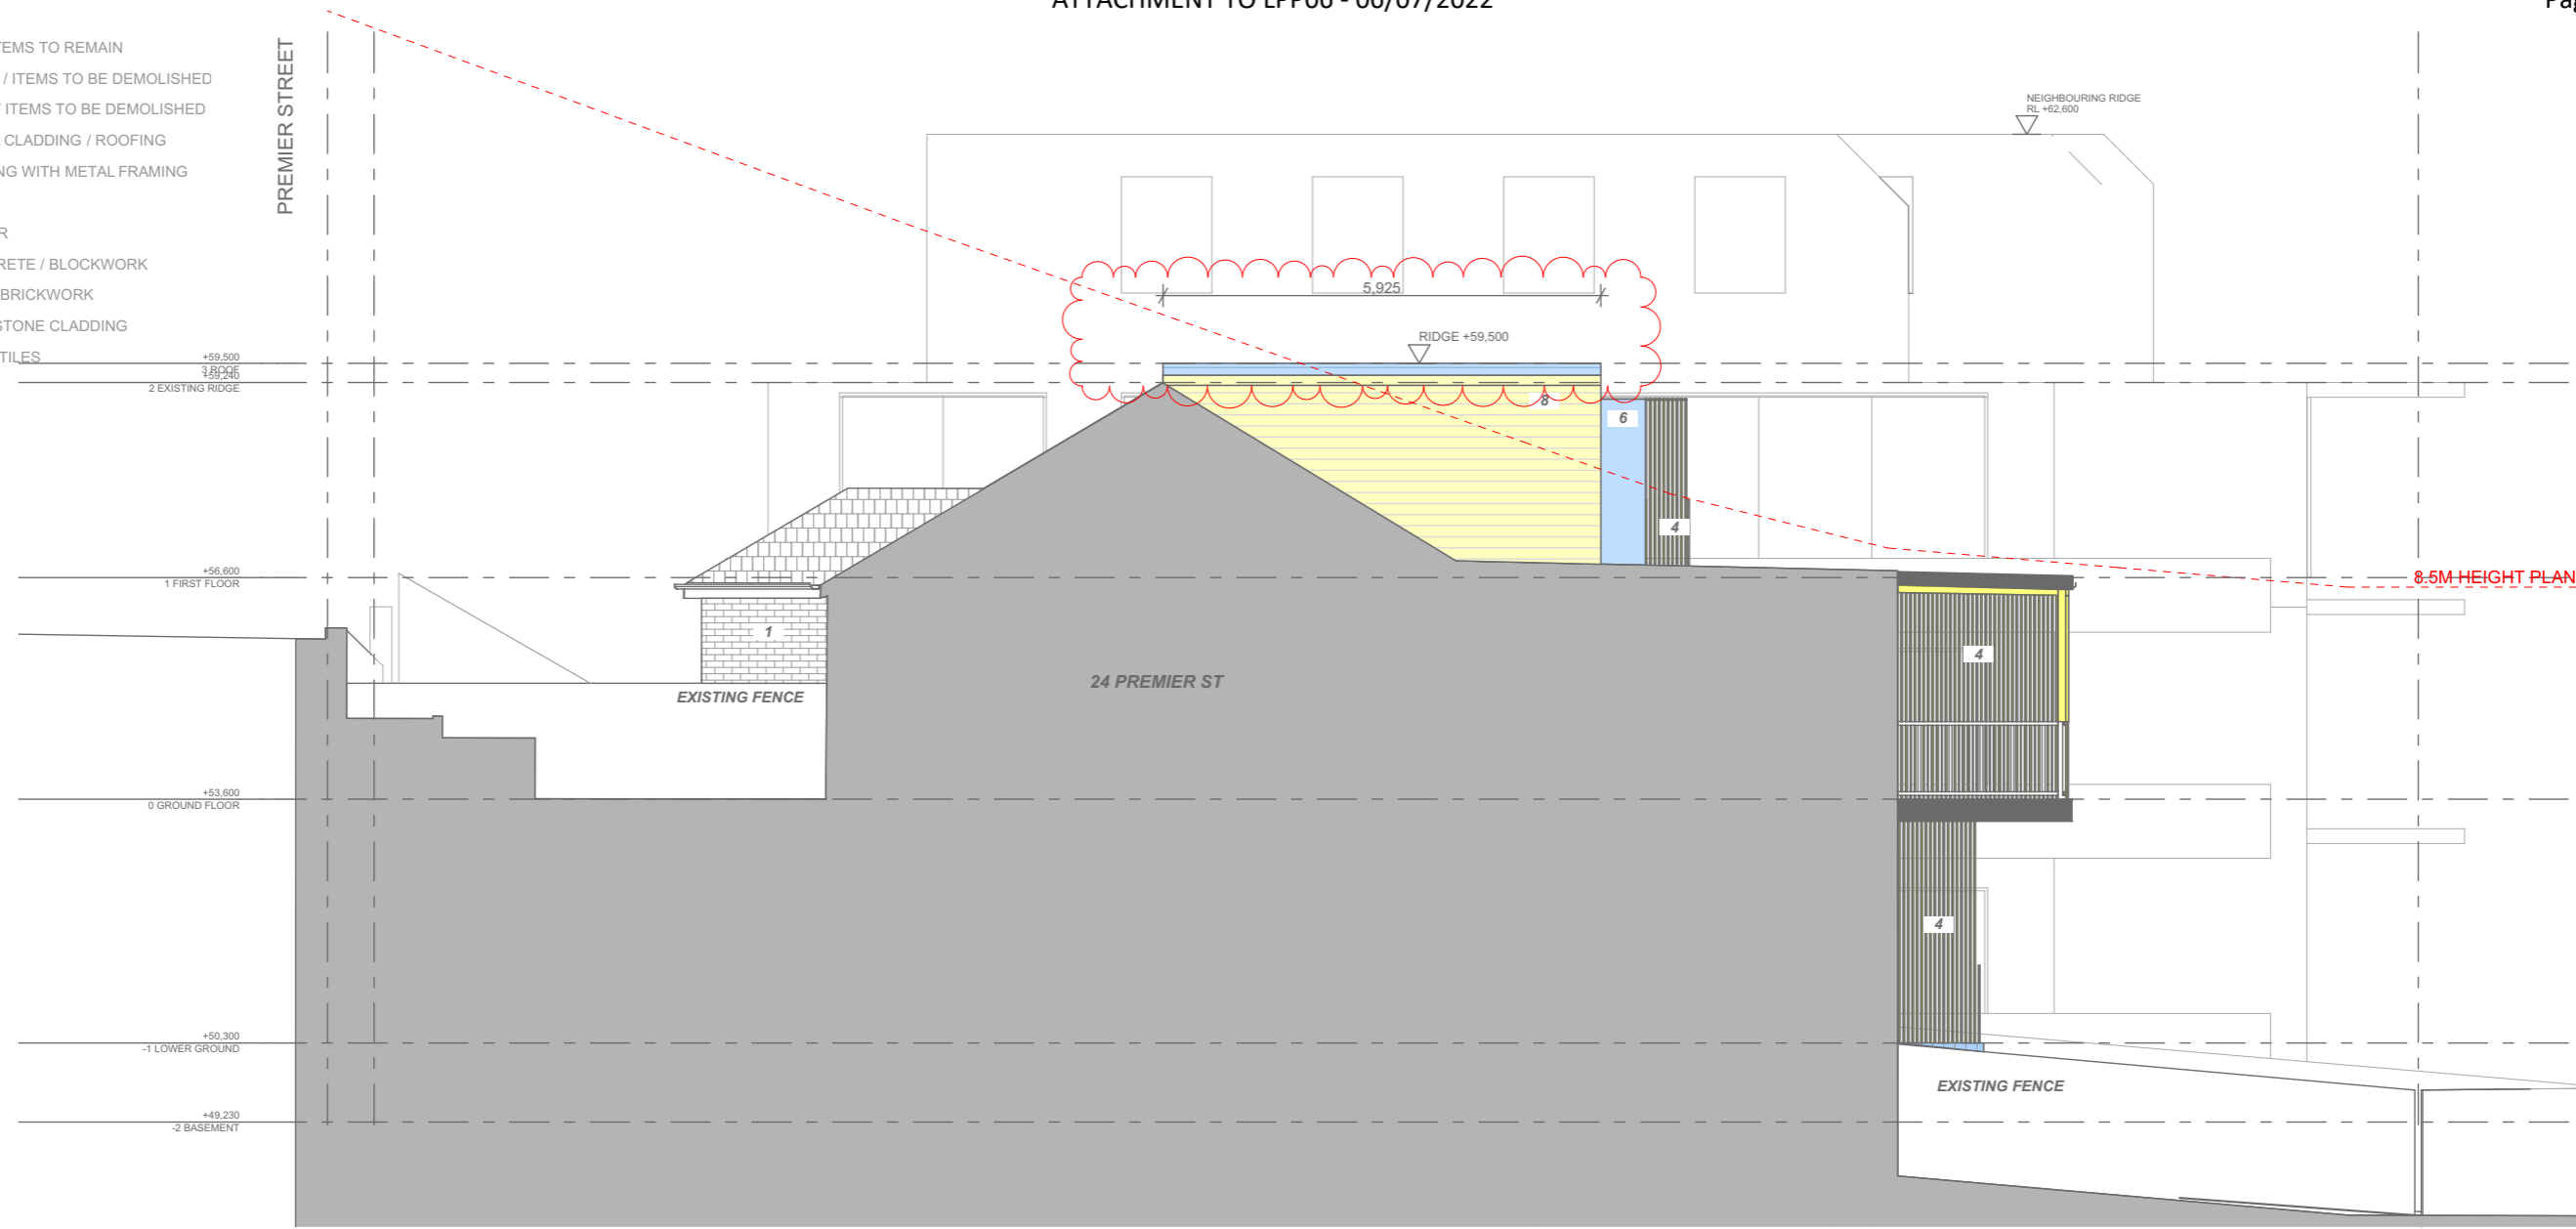 ATTACHMENT TO LPP06 - 06/07/2022
Pag
TEMS TO REMAIN
/ ITEMS TO BE DEMOLISHED
/ ITEMS TO BE DEMOLISHED
CLADDING / ROOFING
NG WITH METAL FRAMING
R
RETE / BLOCKWORK
BRICKWORK
STONE CLADDING
TILES
PREMIER STREET
NEIGHBOURING RIDGE
RL +62,600
5,925
RIDGE +59,500
+59,500
3 ROOF
+59,240
2 EXISTING RIDGE
8
6
4
+56,600
1 FIRST FLOOR
8.5M HEIGHT PLAN
1
4
24 PREMIER ST
EXISTING FENCE
+53,600
0 GROUND FLOOR
4
+50,300
-1 LOWER GROUND
EXISTING FENCE
+49,230
-2 BASEMENT